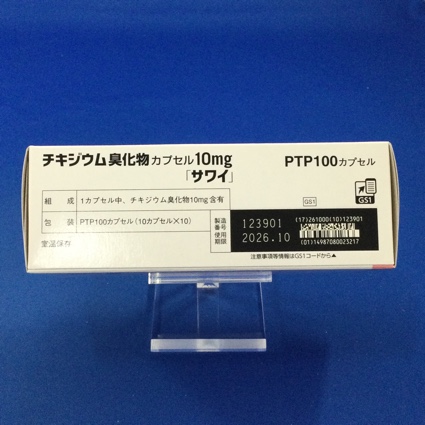 チキジウム臭化物カプセル10mg
「サワイ」
PTP100カプセル
GS1
組 成 1カプセル中、チキジウム臭化物10mg含有
包 装 PTP100カプセル(10カプセル×10)
室温保存
製造番号 123901
使用期限 2026.10
GS1
(17)261000(10)123901
(01)14987080023217
注意事項等情報はGS1コードから▲